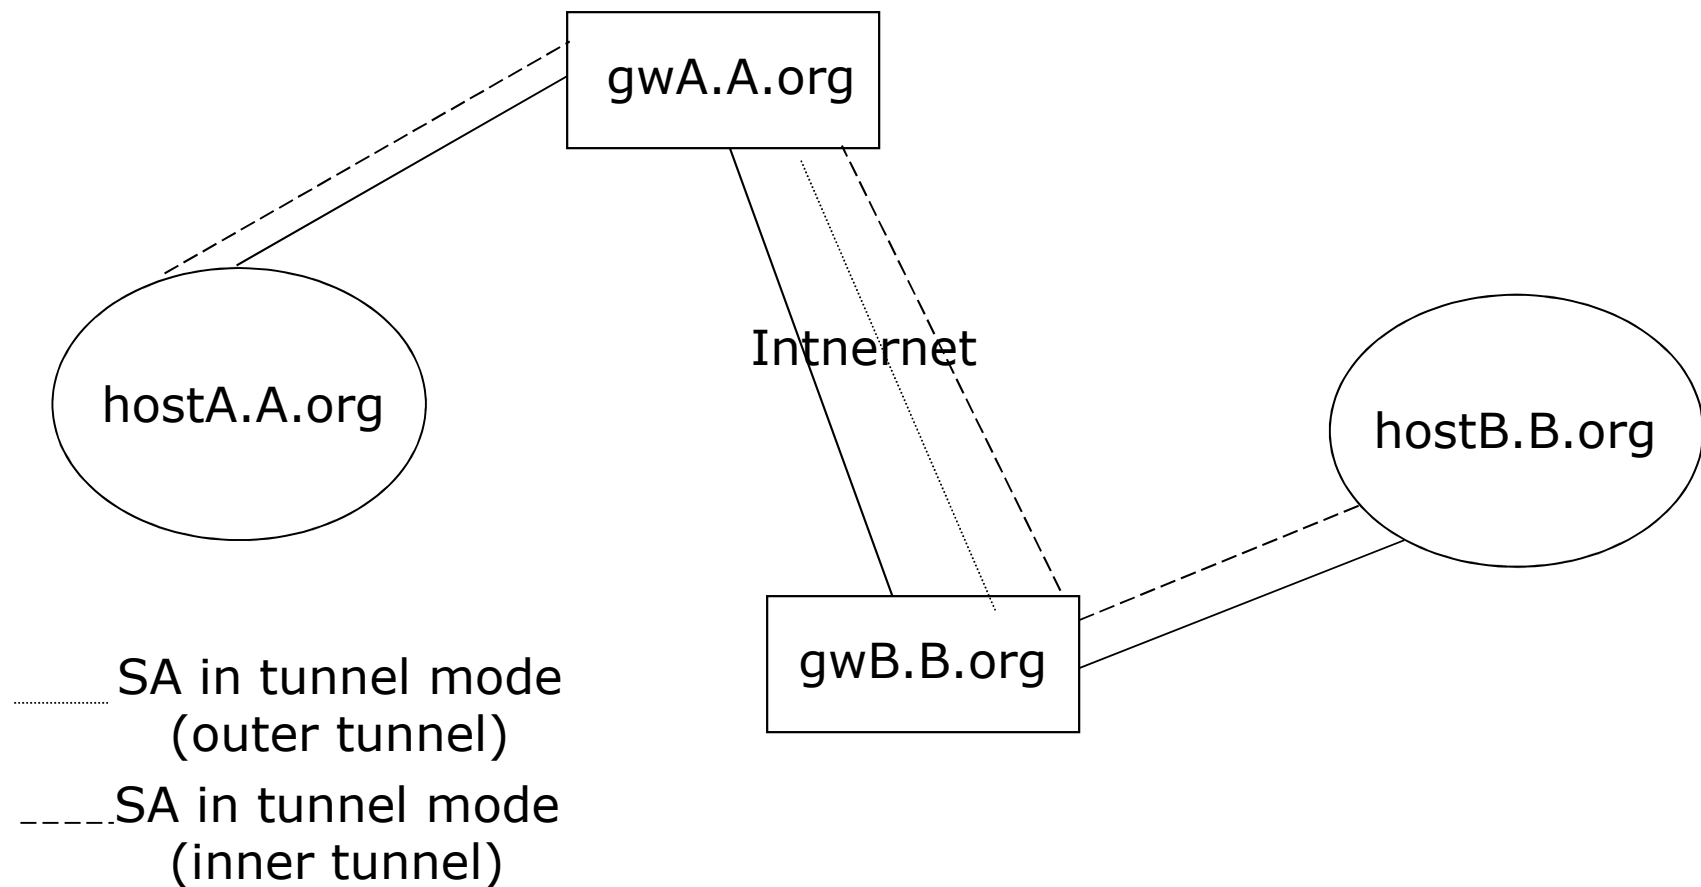 gwA.A.org
Intnernet
hostA.A.org
hostB.B.org
gwB.B.org
SA in tunnel mode
(outer tunnel)
SA in tunnel mode
(inner tunnel)